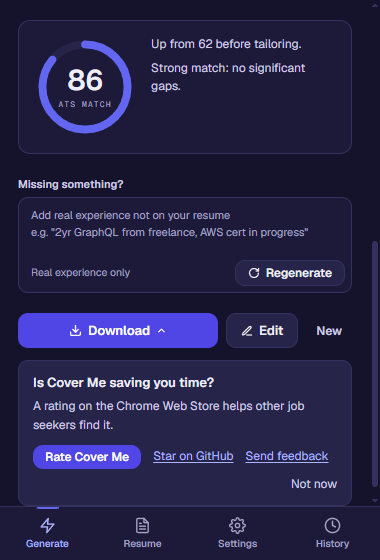 86
ATS MATCH
Up from 62 before tailoring.
Strong match: no significant
gaps.
Missing something?
Add real experience not on your resume
e.g. "2yr GraphQL from freelance, AWS cert in progress"
Real experience only
Regenerate
Download
Edit
New
Is Cover Me saving you time?
A rating on the Chrome Web Store helps other job
seekers find it.
Rate Cover Me
Star on GitHub
Send feedback
Not now
Generate
Resume
Settings
History